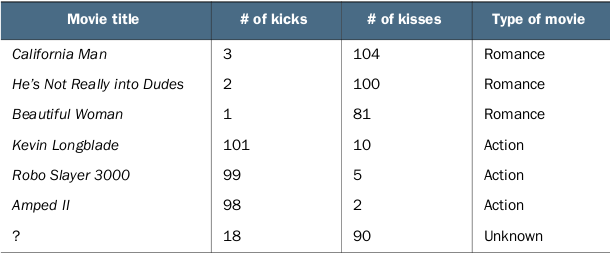 Movie title # of kicks # of kisses Type of movie
California Man 3 104 Romance
He's Not Really into Dudes 2 100 Romance
Beautiful Woman 1 81 Romance
Kevin Longblade 101 10 Action
Robo Slayer 3000 99 5 Action
Amped II 98 2 Action
? 18 90 Unknown